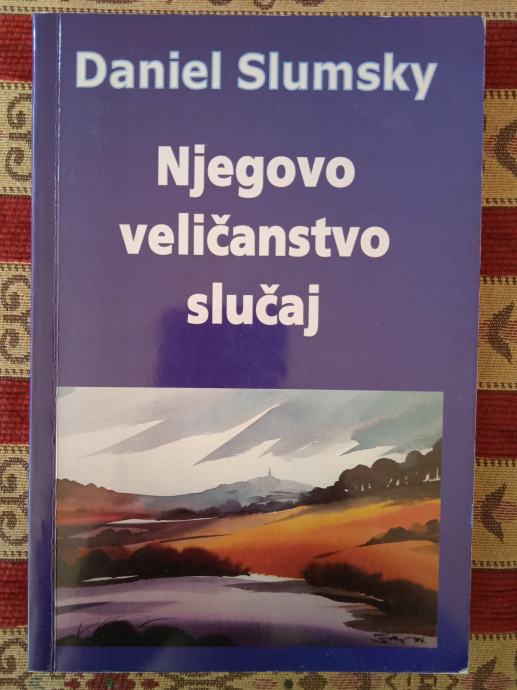 Daniel Slumsky
Njegovo
veličanstvo
slučaj